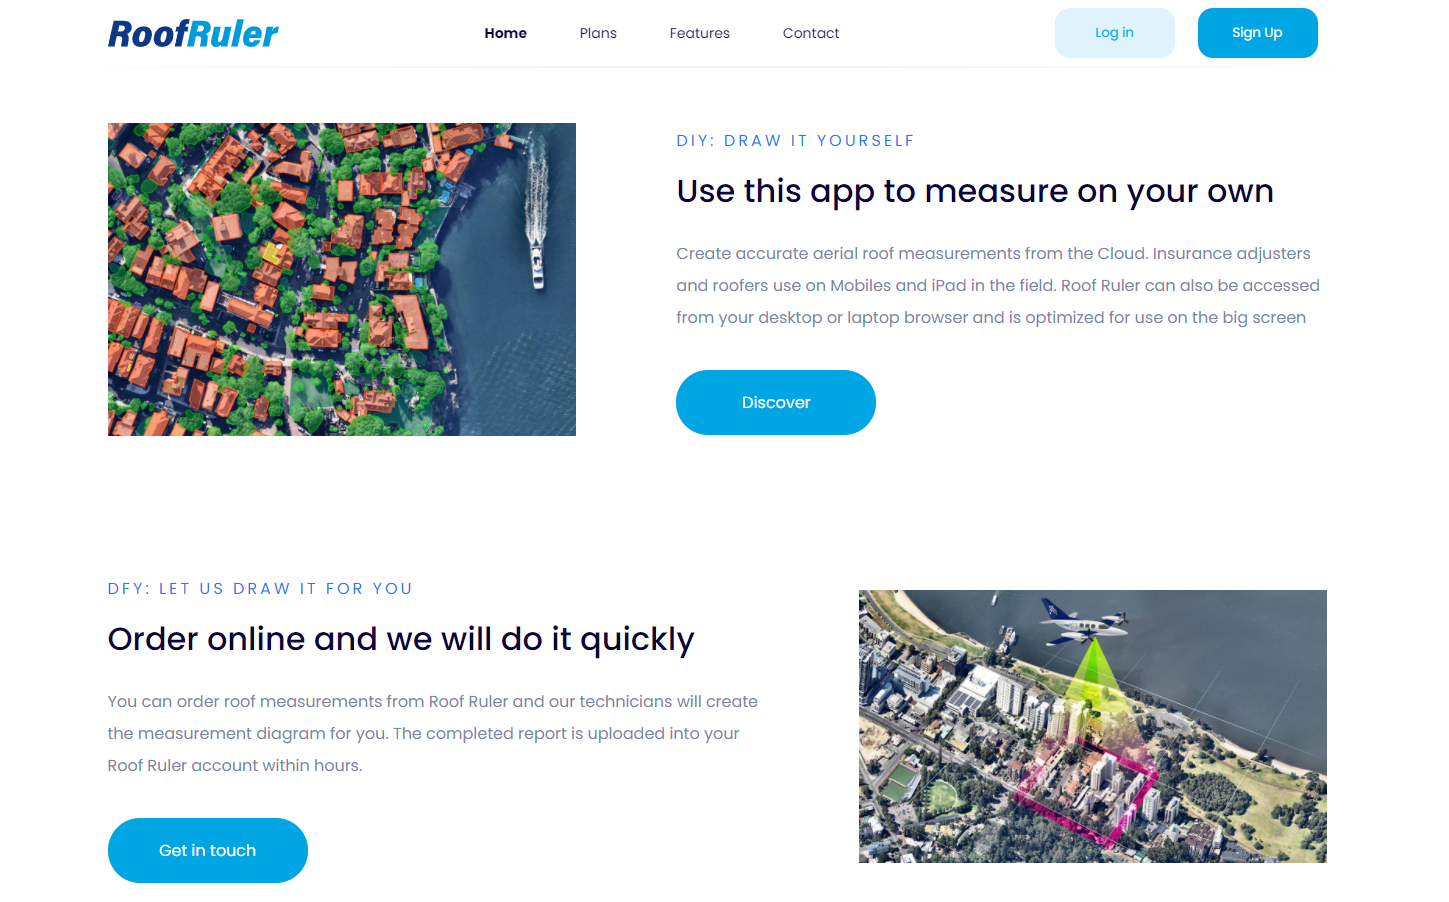 RoofRuler
Home Plans Features Contact Log in Sign Up
DIY: DRAW IT YOURSELF
Use this app to measure on your own
Create accurate aerial roof measurements from the Cloud. Insurance adjusters
and roofers use on Mobiles and iPad in the field. Roof Ruler can also be accessed
from your desktop or laptop browser and is optimized for use on the big screen
Discover
DFY: LET US DRAW IT FOR YOU
Order online and we will do it quickly
You can order roof measurements from Roof Ruler and our technicians will create
the measurement diagram for you. The completed report is uploaded into your
Roof Ruler account within hours.
Get in touch